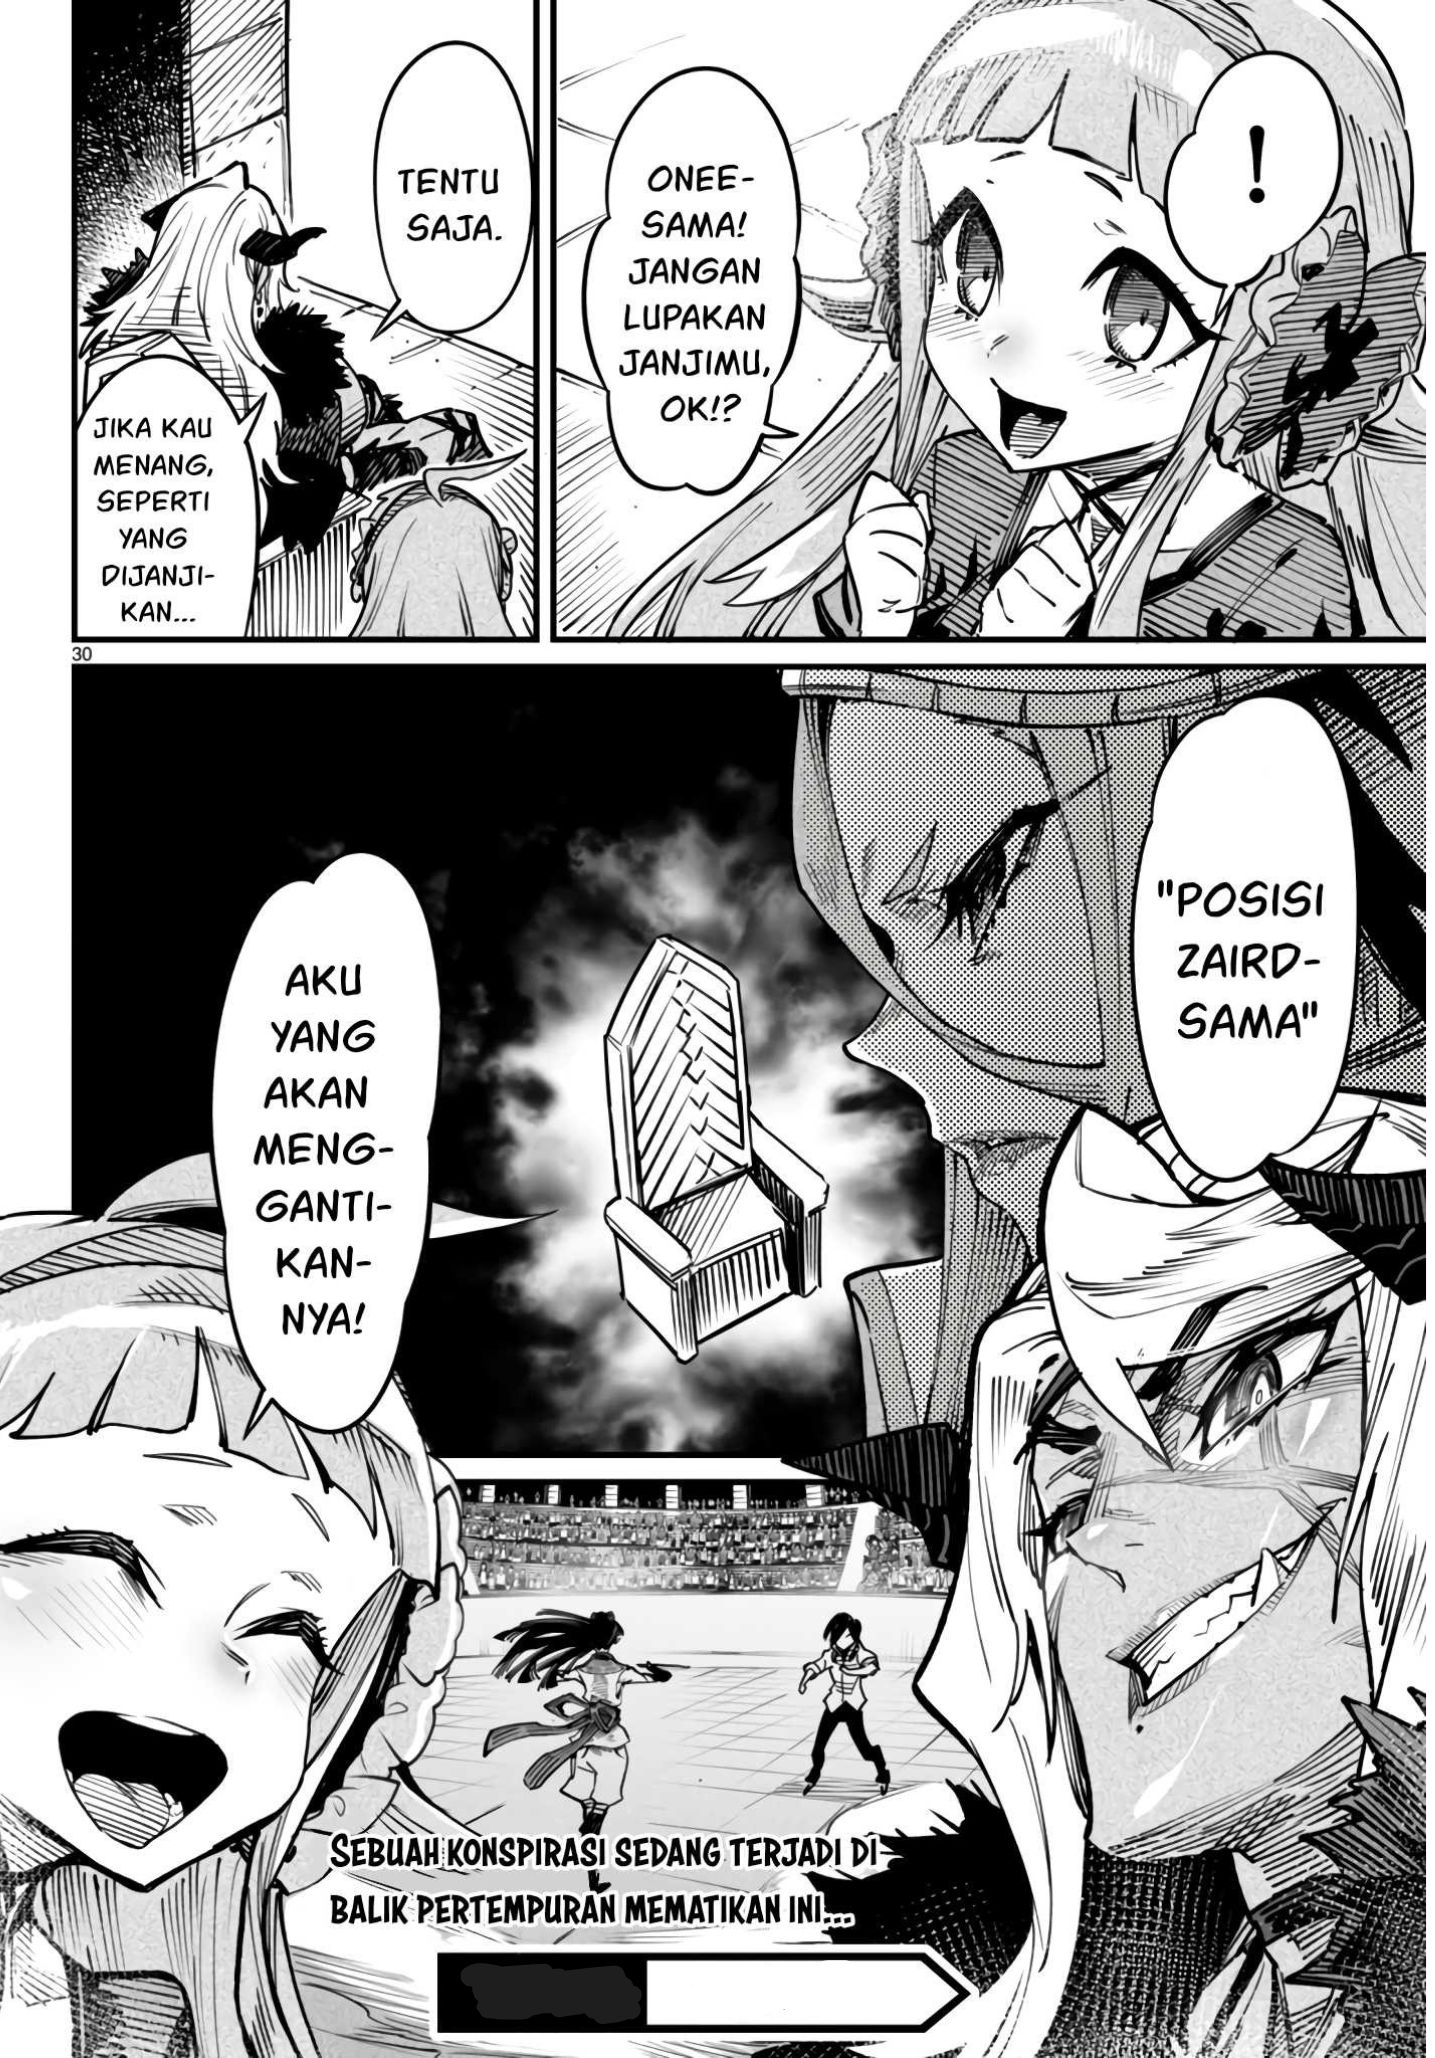 !
ONEE-
SAMA!
JANGAN
LUPAKAN
JANJIMU,
OK!?
TENTU
SAJA.
JIKA KAU
MENANG,
SEPERTI
YANG
DIJANJI-
KAN...
30
"POSISI
ZAIRD-
SAMA"
AKU
YANG
AKAN
MENG-
GANTI-
KAN-
NYA!
SEBUAH KONSPIRASI SEDANG TERJADI DI
BALIK PERTEMPURAN MEMATIKAN INI...